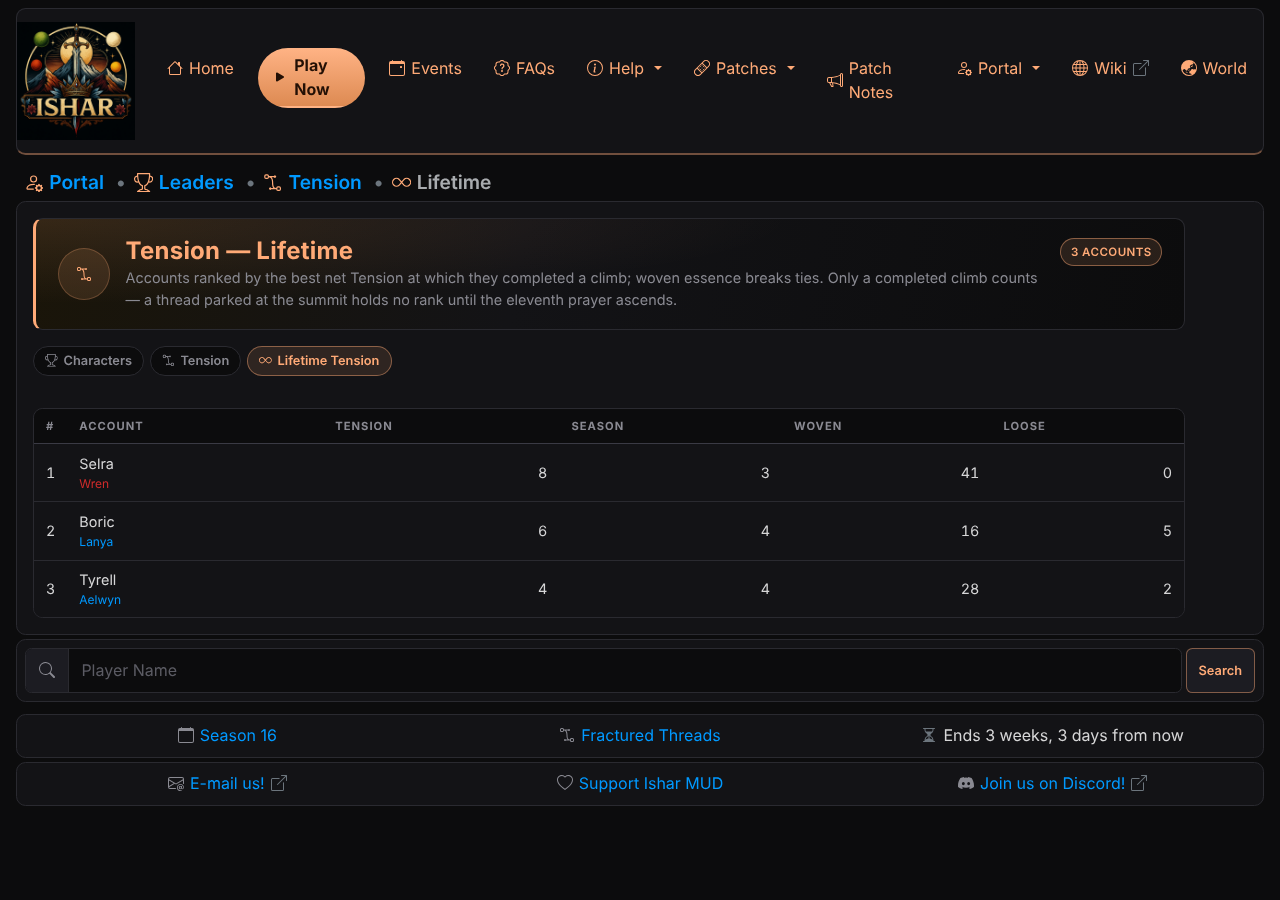 ISHAR
Home
Play Now
Events
FAQs
Help
Patches
Patch Notes
Portal
Wiki
World
Portal • Leaders • Tension • Lifetime
Tension — Lifetime
3 ACCOUNTS
Accounts ranked by the best net Tension at which they completed a climb; woven essence breaks ties. Only a completed climb counts
— a thread parked at the summit holds no rank until the eleventh prayer ascends.
Characters
Tension
Lifetime Tension
# ACCOUNT TENSION SEASON WOVEN LOOSE
1 Selra 8 3 41 0
Wren
2 Boric 6 4 16 5
Lanya
3 Tyrell 4 4 28 2
Aelwyn
Player Name
Search
Season 16
Fractured Threads
Ends 3 weeks, 3 days from now
E-mail us!
Support Ishar MUD
Join us on Discord!